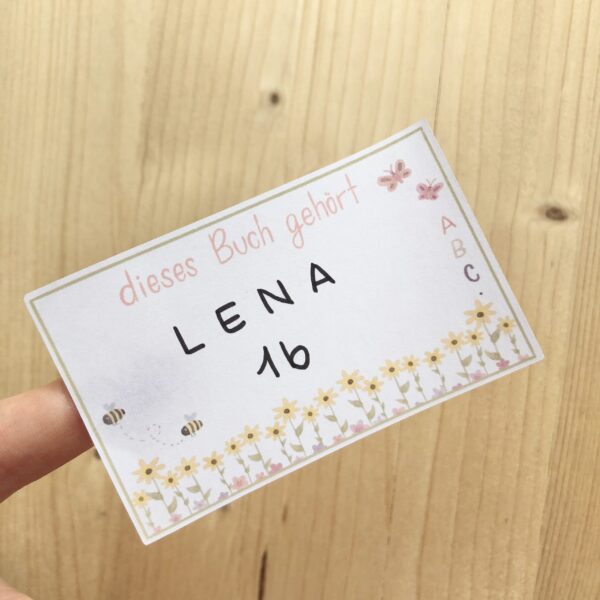 dieses Buch gehört
LENA
1b
A
B
C.